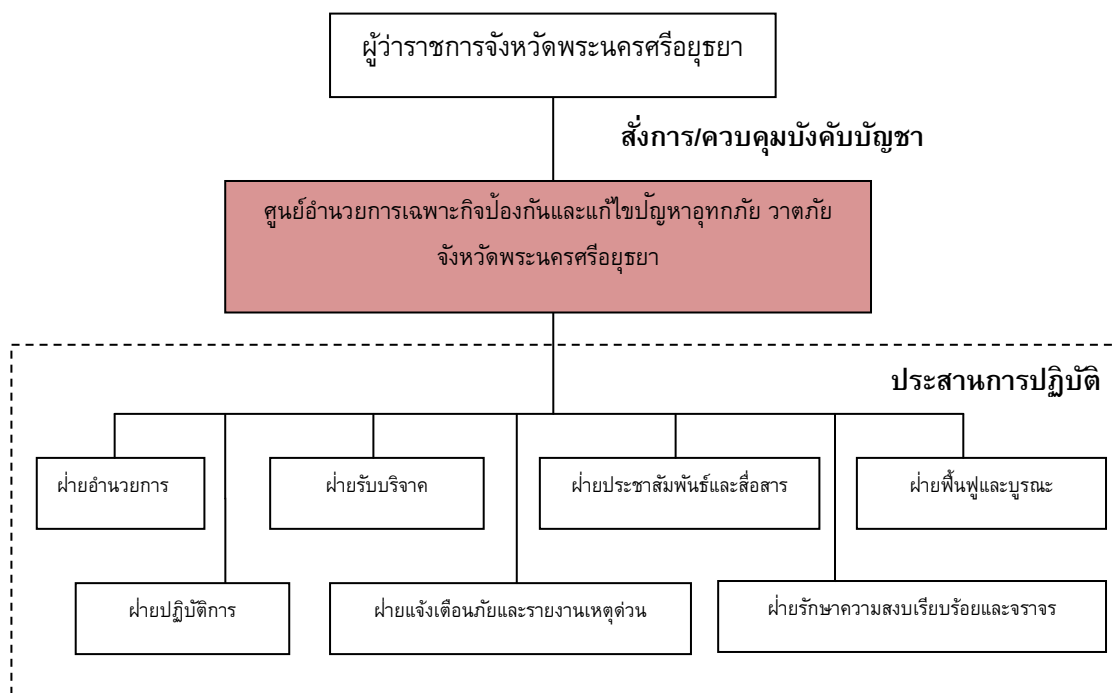 ผู้ว่าราชการจังหวัดพระนครศรีอยุธยา
สั่งการ/ควบคุมบังคับบัญชา
ศูนย์อำนวยการเฉพาะกิจป้องกันและแก้ไขปัญหาอุทกภัย วาตภัย
จังหวัดพระนครศรีอยุธยา
ประสานการปฏิบัติ
ฝ่ายอำนวยการ
ฝ่ายรับบริจาค
ฝ่ายประชาสัมพันธ์และสื่อสาร
ฝ่ายฟื้นฟูและบูรณะ
ฝ่ายปฏิบัติการ
ฝ่ายแจ้งเตือนภัยและรายงานเหตุด่วน
ฝ่ายรักษาความสงบเรียบร้อยและจราจร